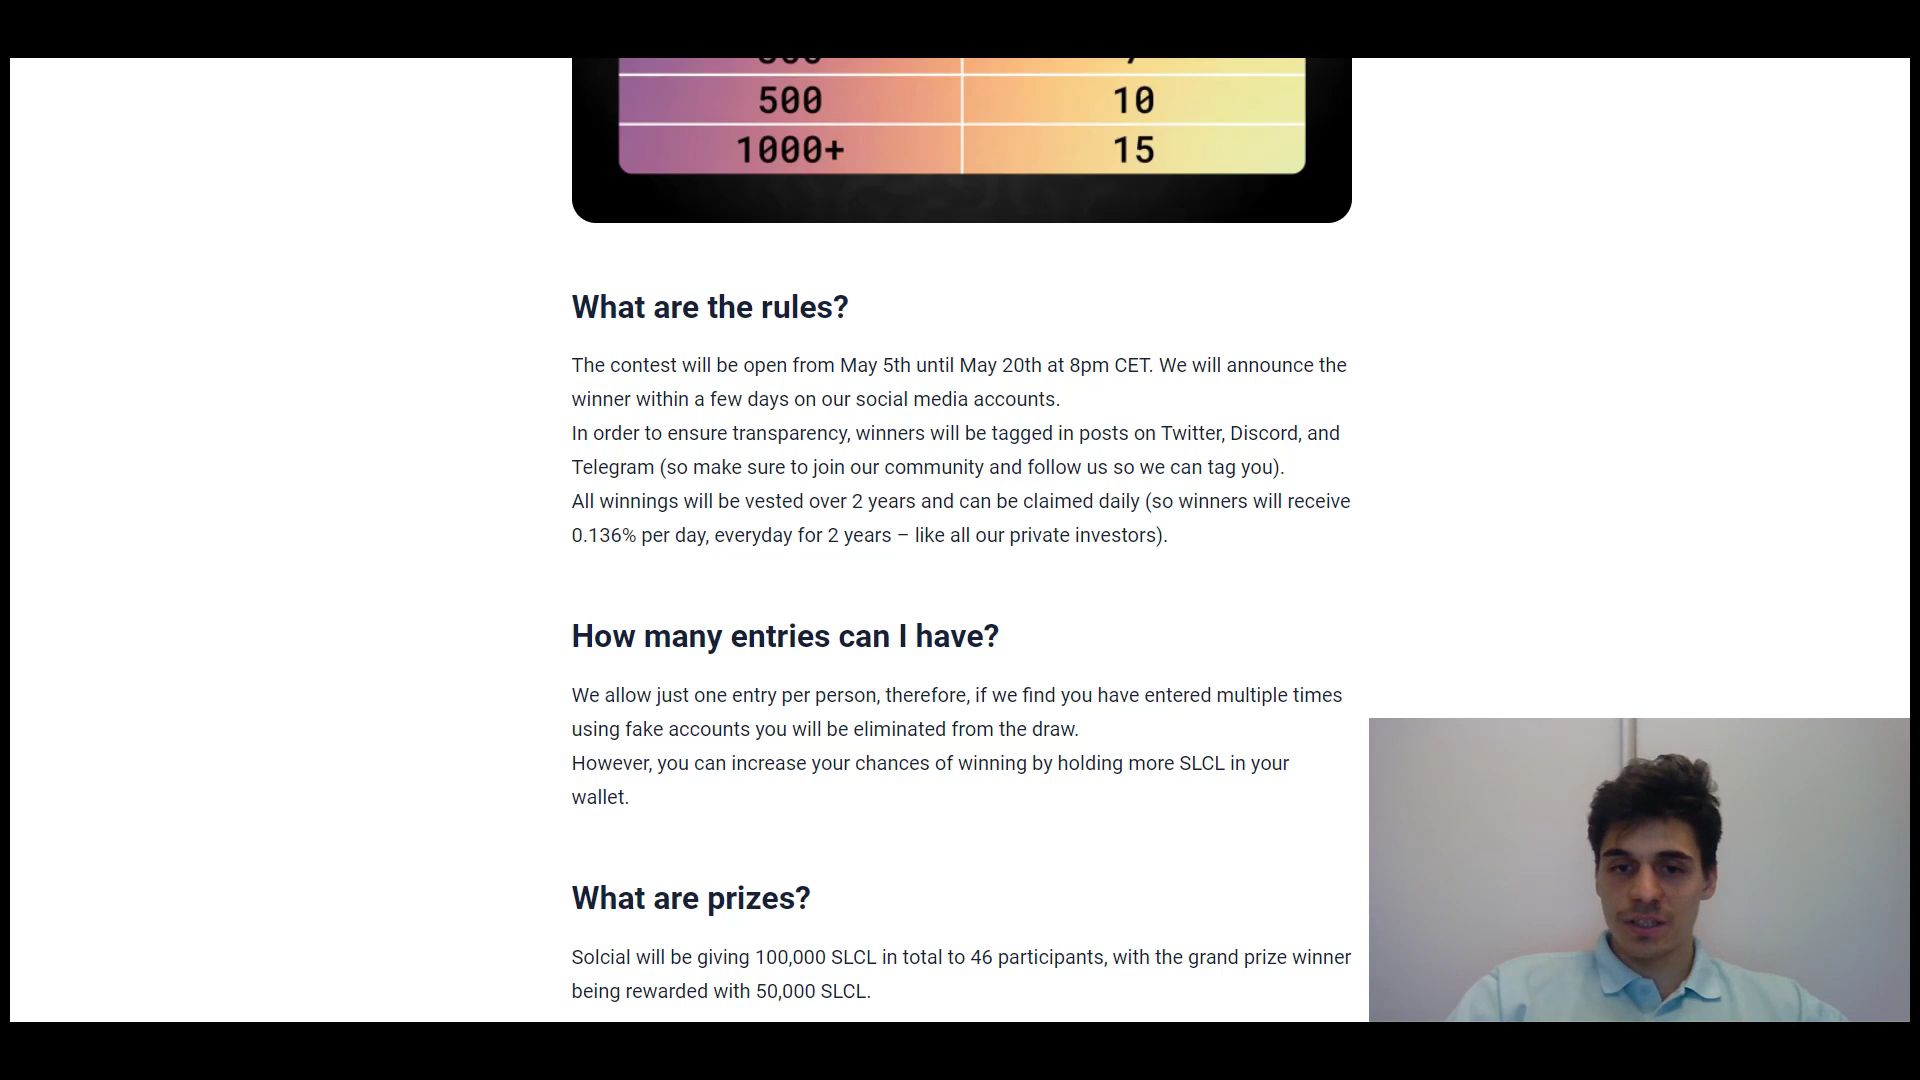 500 10
1000+ 15
What are the rules?
The contest will be open from May 5th until May 20th at 8pm CET. We will announce the
winner within a few days on our social media accounts.
In order to ensure transparency, winners will be tagged in posts on Twitter, Discord, and
Telegram (so make sure to join our community and follow us so we can tag you).
All winnings will be vested over 2 years and can be claimed daily (so winners will receive
0.136% per day, everyday for 2 years – like all our private investors).
How many entries can I have?
We allow just one entry per person, therefore, if we find you have entered multiple times
using fake accounts you will be eliminated from the draw.
However, you can increase your chances of winning by holding more SLCL in your
wallet.
What are prizes?
Solcial will be giving 100,000 SLCL in total to 46 participants, with the grand prize winner
being rewarded with 50,000 SLCL.